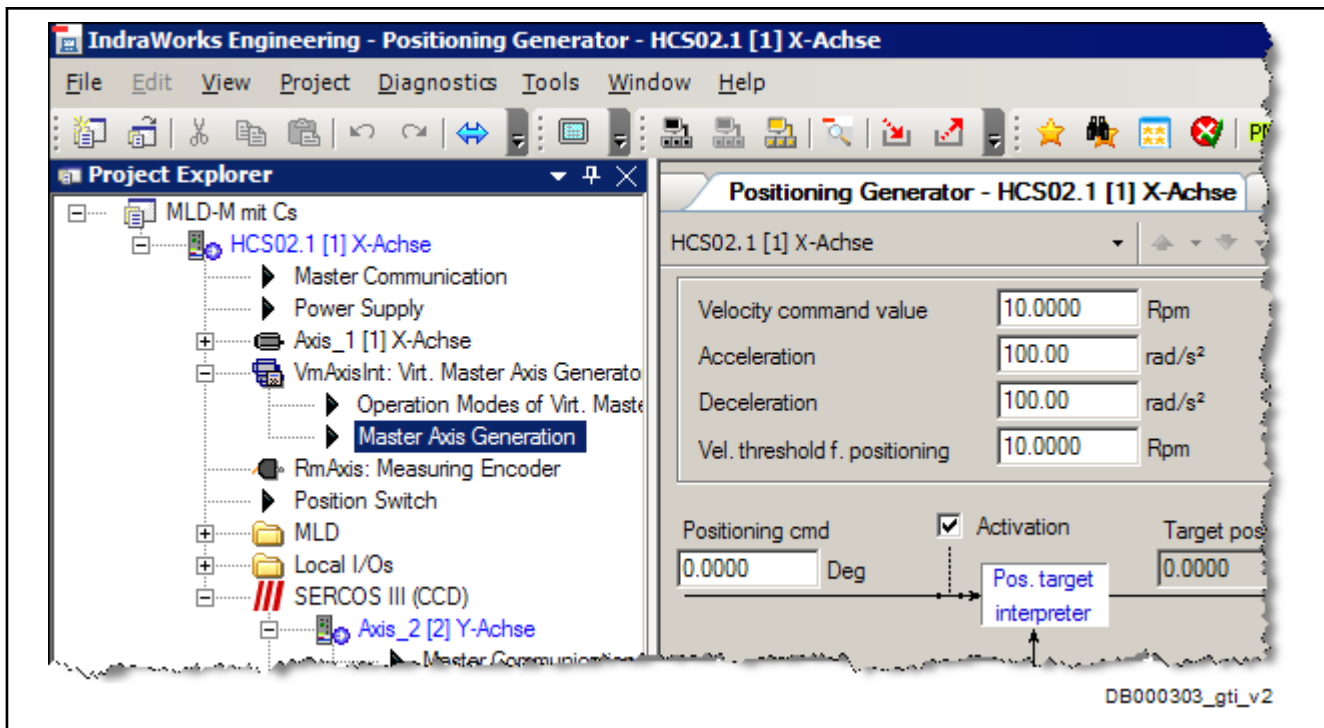 IndraWorks Engineering - Positioning Generator - HCS02.1 [1] X-Achse
File Edit View Project Diagnostics Tools Window Help
Project Explorer
MLD-M mit Cs
HCS02.1 [1] X-Achse
Master Communication
Power Supply
Axis_1 [1] X-Achse
VmAxisInt: Virt. Master Axis Generato
Operation Modes of Virt. Maste
Master Axis Generation
RmAxis: Measuring Encoder
Position Switch
MLD
Local I/Os
SERCOS III (CCD)
Axis_2 [2] Y-Achse
Master Communication
Positioning Generator - HCS02.1 [1] X-Achse
HCS02.1 [1] X-Achse
Velocity command value 10.0000 Rpm
Acceleration 100.00 rad/s²
Deceleration 100.00 rad/s²
Vel. threshold f. positioning 10.0000 Rpm
Positioning cmd Activation Target pos
0.0000 Deg 0.0000
Pos. target
interpreter
DB000303_gti_v2